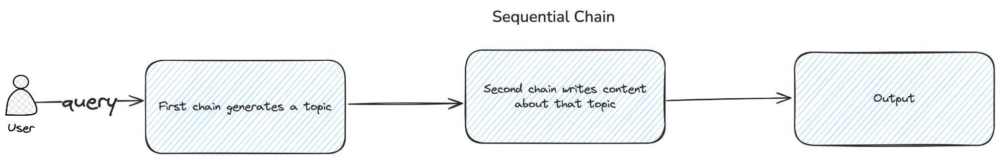 Sequential Chain
User
query
First chain generates a topic
Second chain writes content
about that topic
Output